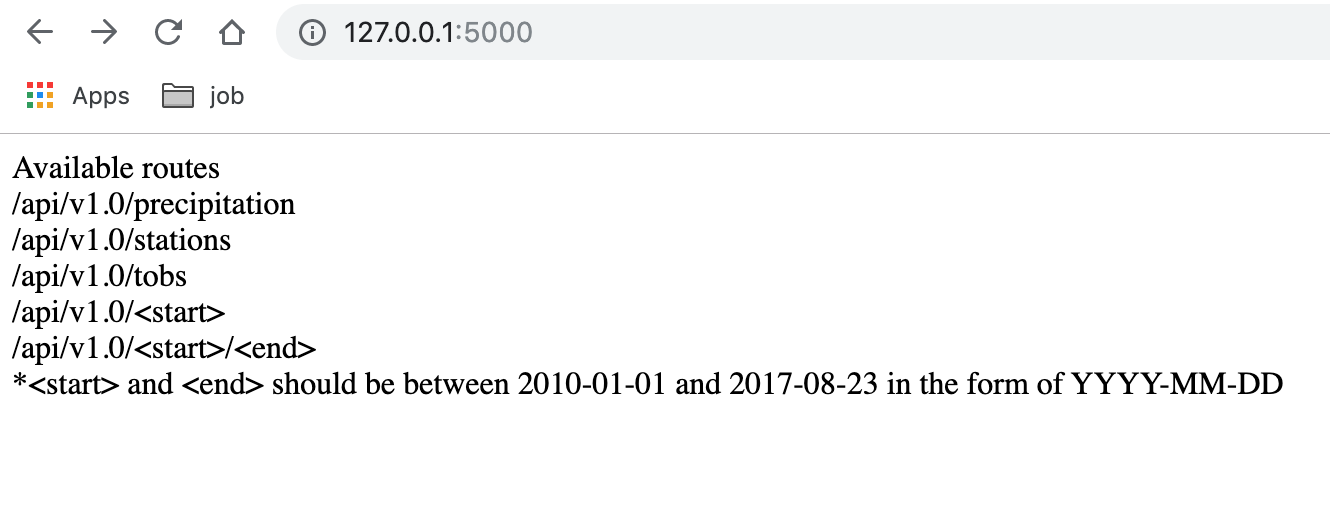 127.0.0.1:5000
Apps job
Available routes
/api/v1.0/precipitation
/api/v1.0/stations
/api/v1.0/tobs
/api/v1.0/<start>
/api/v1.0/<start>/<end>
*<start> and <end> should be between 2010-01-01 and 2017-08-23 in the form of YYYY-MM-DD